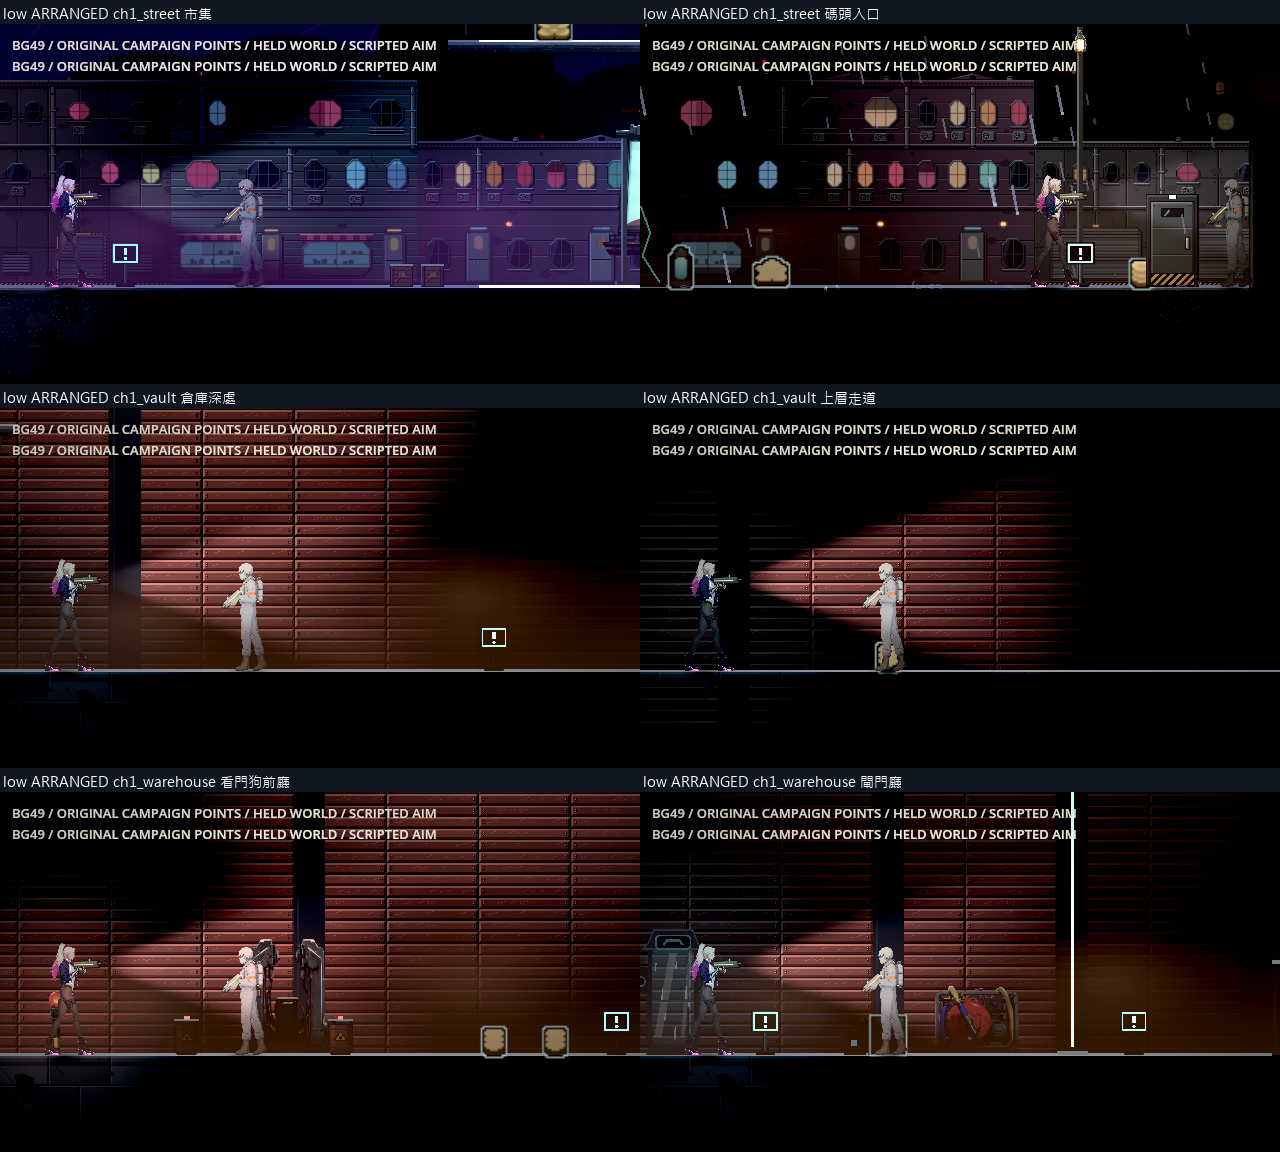 low ARRANGED ch1_street 市集
BG49 / ORIGINAL CAMPAIGN POINTS / HELD WORLD / SCRIPTED AIM
BG49 / ORIGINAL CAMPAIGN POINTS / HELD WORLD / SCRIPTED AIM
!
low ARRANGED ch1_street 碼頭入口
BG49 / ORIGINAL CAMPAIGN POINTS / HELD WORLD / SCRIPTED AIM
BG49 / ORIGINAL CAMPAIGN POINTS / HELD WORLD / SCRIPTED AIM
!
low ARRANGED ch1_vault 倉庫深處
BG49 / ORIGINAL CAMPAIGN POINTS / HELD WORLD / SCRIPTED AIM
BG49 / ORIGINAL CAMPAIGN POINTS / HELD WORLD / SCRIPTED AIM
!
low ARRANGED ch1_vault 上層走道
BG49 / ORIGINAL CAMPAIGN POINTS / HELD WORLD / SCRIPTED AIM
BG49 / ORIGINAL CAMPAIGN POINTS / HELD WORLD / SCRIPTED AIM
low ARRANGED ch1_warehouse 看門狗前廳
BG49 / ORIGINAL CAMPAIGN POINTS / HELD WORLD / SCRIPTED AIM
BG49 / ORIGINAL CAMPAIGN POINTS / HELD WORLD / SCRIPTED AIM
!
low ARRANGED ch1_warehouse 閘門廳
BG49 / ORIGINAL CAMPAIGN POINTS / HELD WORLD / SCRIPTED AIM
BG49 / ORIGINAL CAMPAIGN POINTS / HELD WORLD / SCRIPTED AIM
!
!